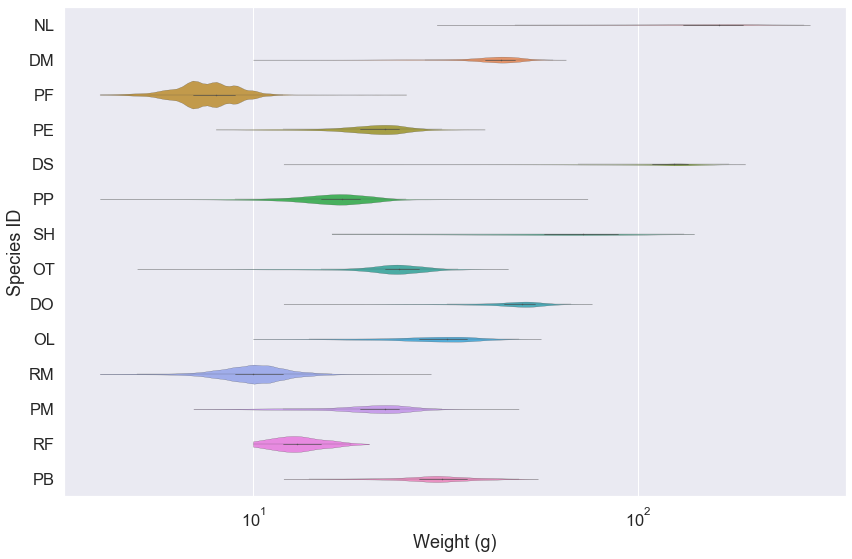 NL
DM
PF
PE
DS
PP
SH
OT
DO
OL
RM
PM
RF
PB
Species ID
10¹ 10²
Weight (g)